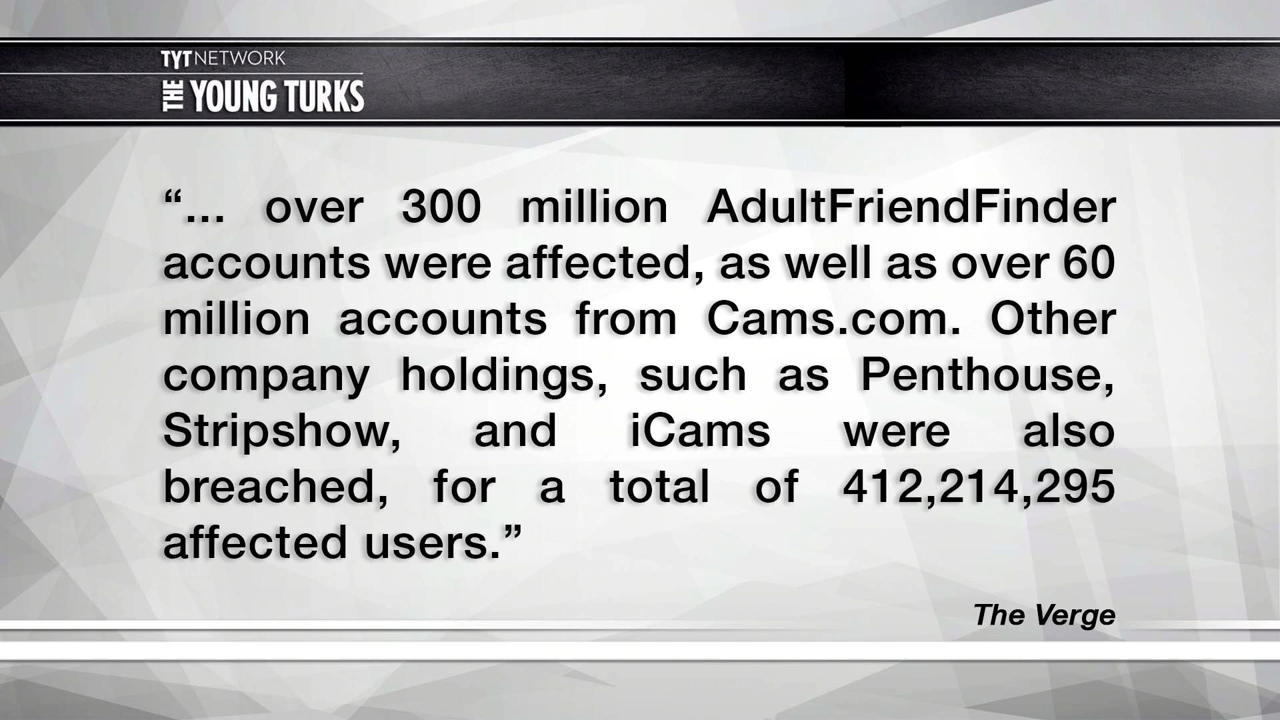 TYT NETWORK
THE YOUNG TURKS
“... over 300 million AdultFriendFinder
accounts were affected, as well as over 60
million accounts from Cams.com. Other
company holdings, such as Penthouse,
Stripshow, and iCams were also
breached, for a total of 412,214,295
affected users.”
The Verge